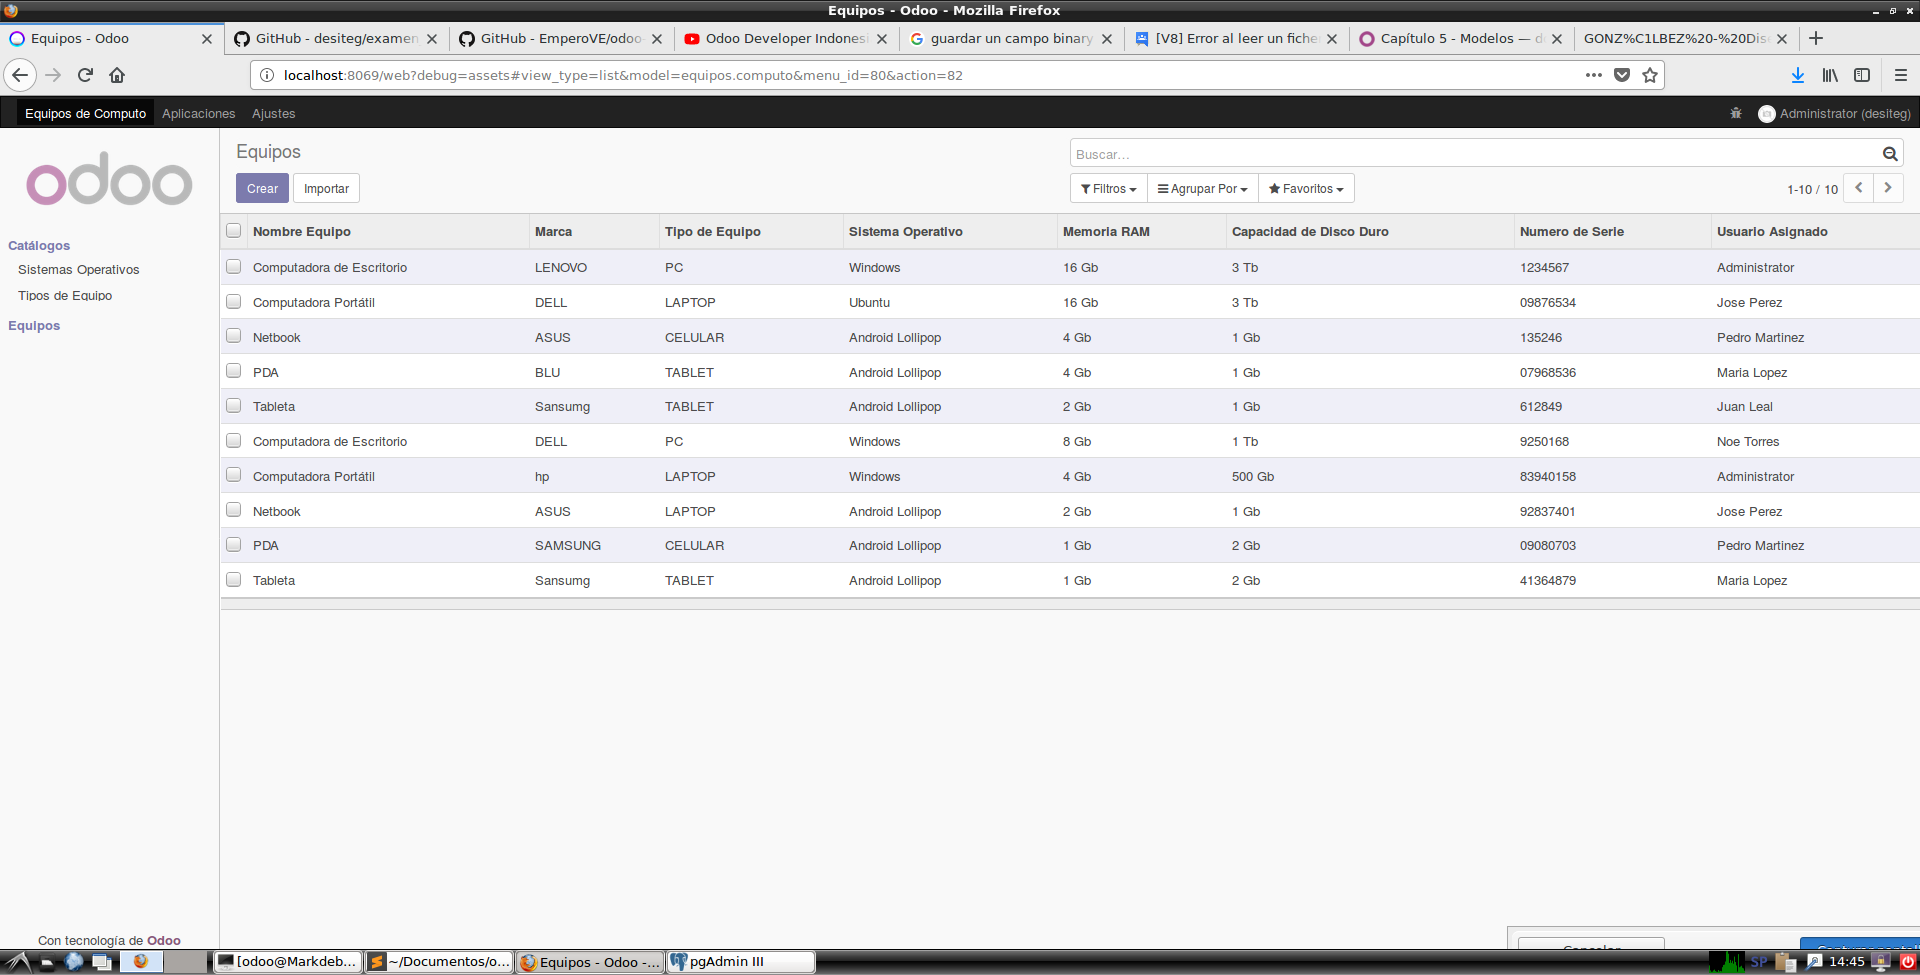 Equipos - Odoo - Mozilla Firefox
Equipos - Odoo
GitHub - desiteg/examen
GitHub - EmperoVE/odoo
Odoo Developer Indones
guardar un campo binary
[V8] Error al leer un fiche
Capítulo 5 - Modelos — d
GONZ%C1LBEZ%20-%20Dis
localhost:8069/web?debug=assets#view_type=list&model=equipos.computo&menu_id=80&action=82
Equipos de Computo Aplicaciones Ajustes
Administrator (desiteg)
odoo
Catálogos
Sistemas Operativos
Tipos de Equipo
Equipos
Con tecnología de Odoo
Equipos
Buscar...
Crear Importar
Filtros Agrupar Por Favoritos
1-10 / 10
Nombre Equipo Marca Tipo de Equipo Sistema Operativo Memoria RAM Capacidad de Disco Duro Numero de Serie Usuario Asignado
Computadora de Escritorio LENOVO PC Windows 16 Gb 3 Tb 1234567 Administrator
Computadora Portátil DELL LAPTOP Ubuntu 16 Gb 3 Tb 09876534 Jose Perez
Netbook ASUS CELULAR Android Lollipop 4 Gb 1 Gb 135246 Pedro Martinez
PDA BLU TABLET Android Lollipop 4 Gb 1 Gb 07968536 Maria Lopez
Tableta Sansumg TABLET Android Lollipop 2 Gb 1 Gb 612849 Juan Leal
Computadora de Escritorio DELL PC Windows 8 Gb 1 Tb 9250168 Noe Torres
Computadora Portátil hp LAPTOP Windows 4 Gb 500 Gb 83940158 Administrator
Netbook ASUS LAPTOP Android Lollipop 2 Gb 1 Gb 92837401 Jose Perez
PDA SAMSUNG CELULAR Android Lollipop 1 Gb 2 Gb 09080703 Pedro Martinez
Tableta Sansumg TABLET Android Lollipop 1 Gb 2 Gb 41364879 Maria Lopez
Cancelar
[odoo@Markdeb...
~/Documentos/o...
Equipos - Odoo -...
pgAdmin III
SP
14:45